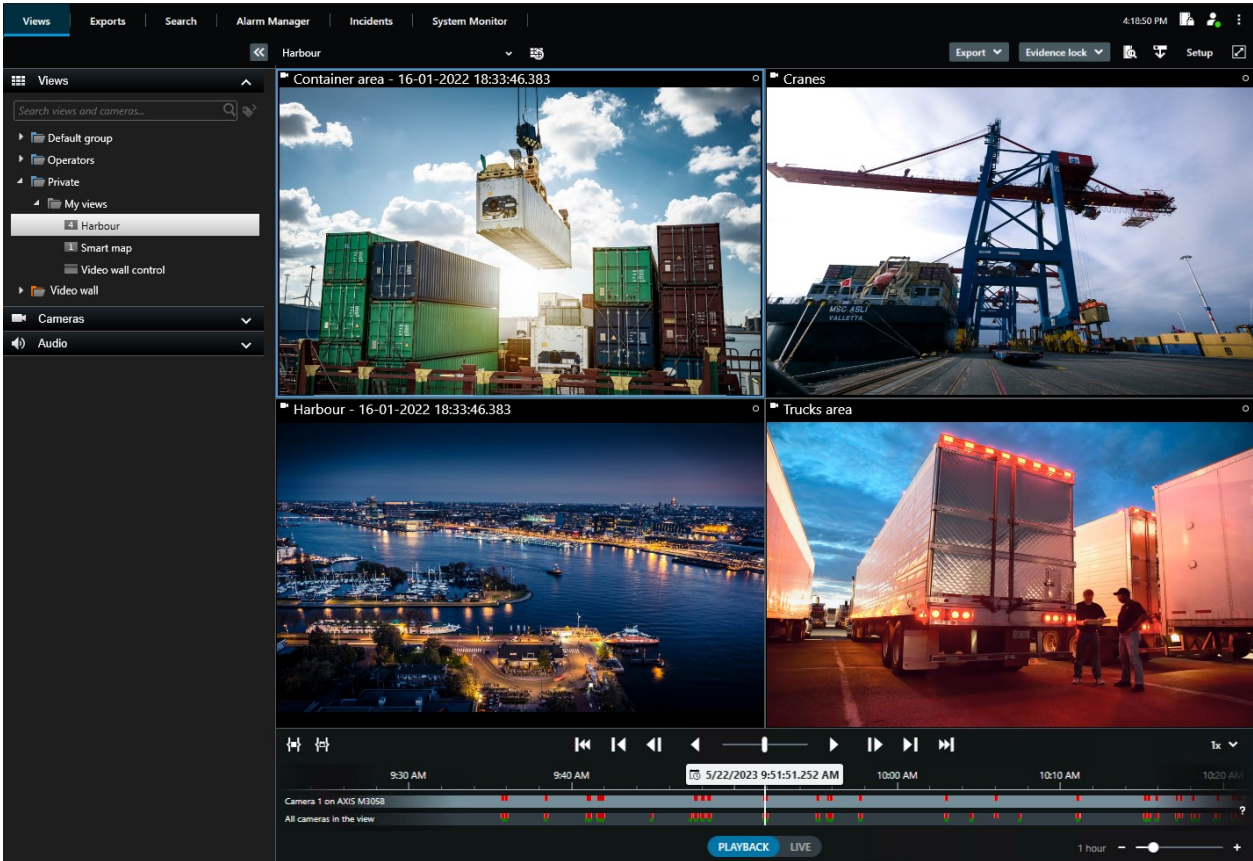 Views Exports Search Alarm Manager Incidents System Monitor 4:18:50 PM
Harbour Export Evidence lock Setup
Views
Search views and cameras...
Default group
Operators
Private
My views
4 Harbour
1 Smart map
Video wall control
Video wall
Cameras
Audio
Container area - 16-01-2022 18:33:46.383
Cranes
MSC ASLI
VALLETTA
Harbour - 16-01-2022 18:33:46.383
Trucks area
1x
9:30 AM 9:40 AM 5/22/2023 9:51:51.252 AM 10:00 AM 10:10 AM 10:20 AM
Camera 1 on AXIS M3058
All cameras in the view
?
PLAYBACK LIVE
1 hour - +